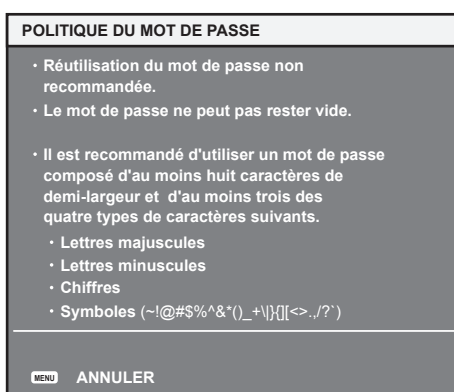 POLITIQUE DU MOT DE PASSE
・Réutilisation du mot de passe non
recommandée.
・Le mot de passe ne peut pas rester vide.
・Il est recommandé d'utiliser un mot de passe
composé d'au moins huit caractères de
demi-largeur et d'au moins trois des
quatre types de caractères suivants.
・Lettres majuscules
・Lettres minuscules
・Chiffres
・Symboles (~!@#$%^&*()_+\|}{][<>.,/?`)
MENU ANNULER